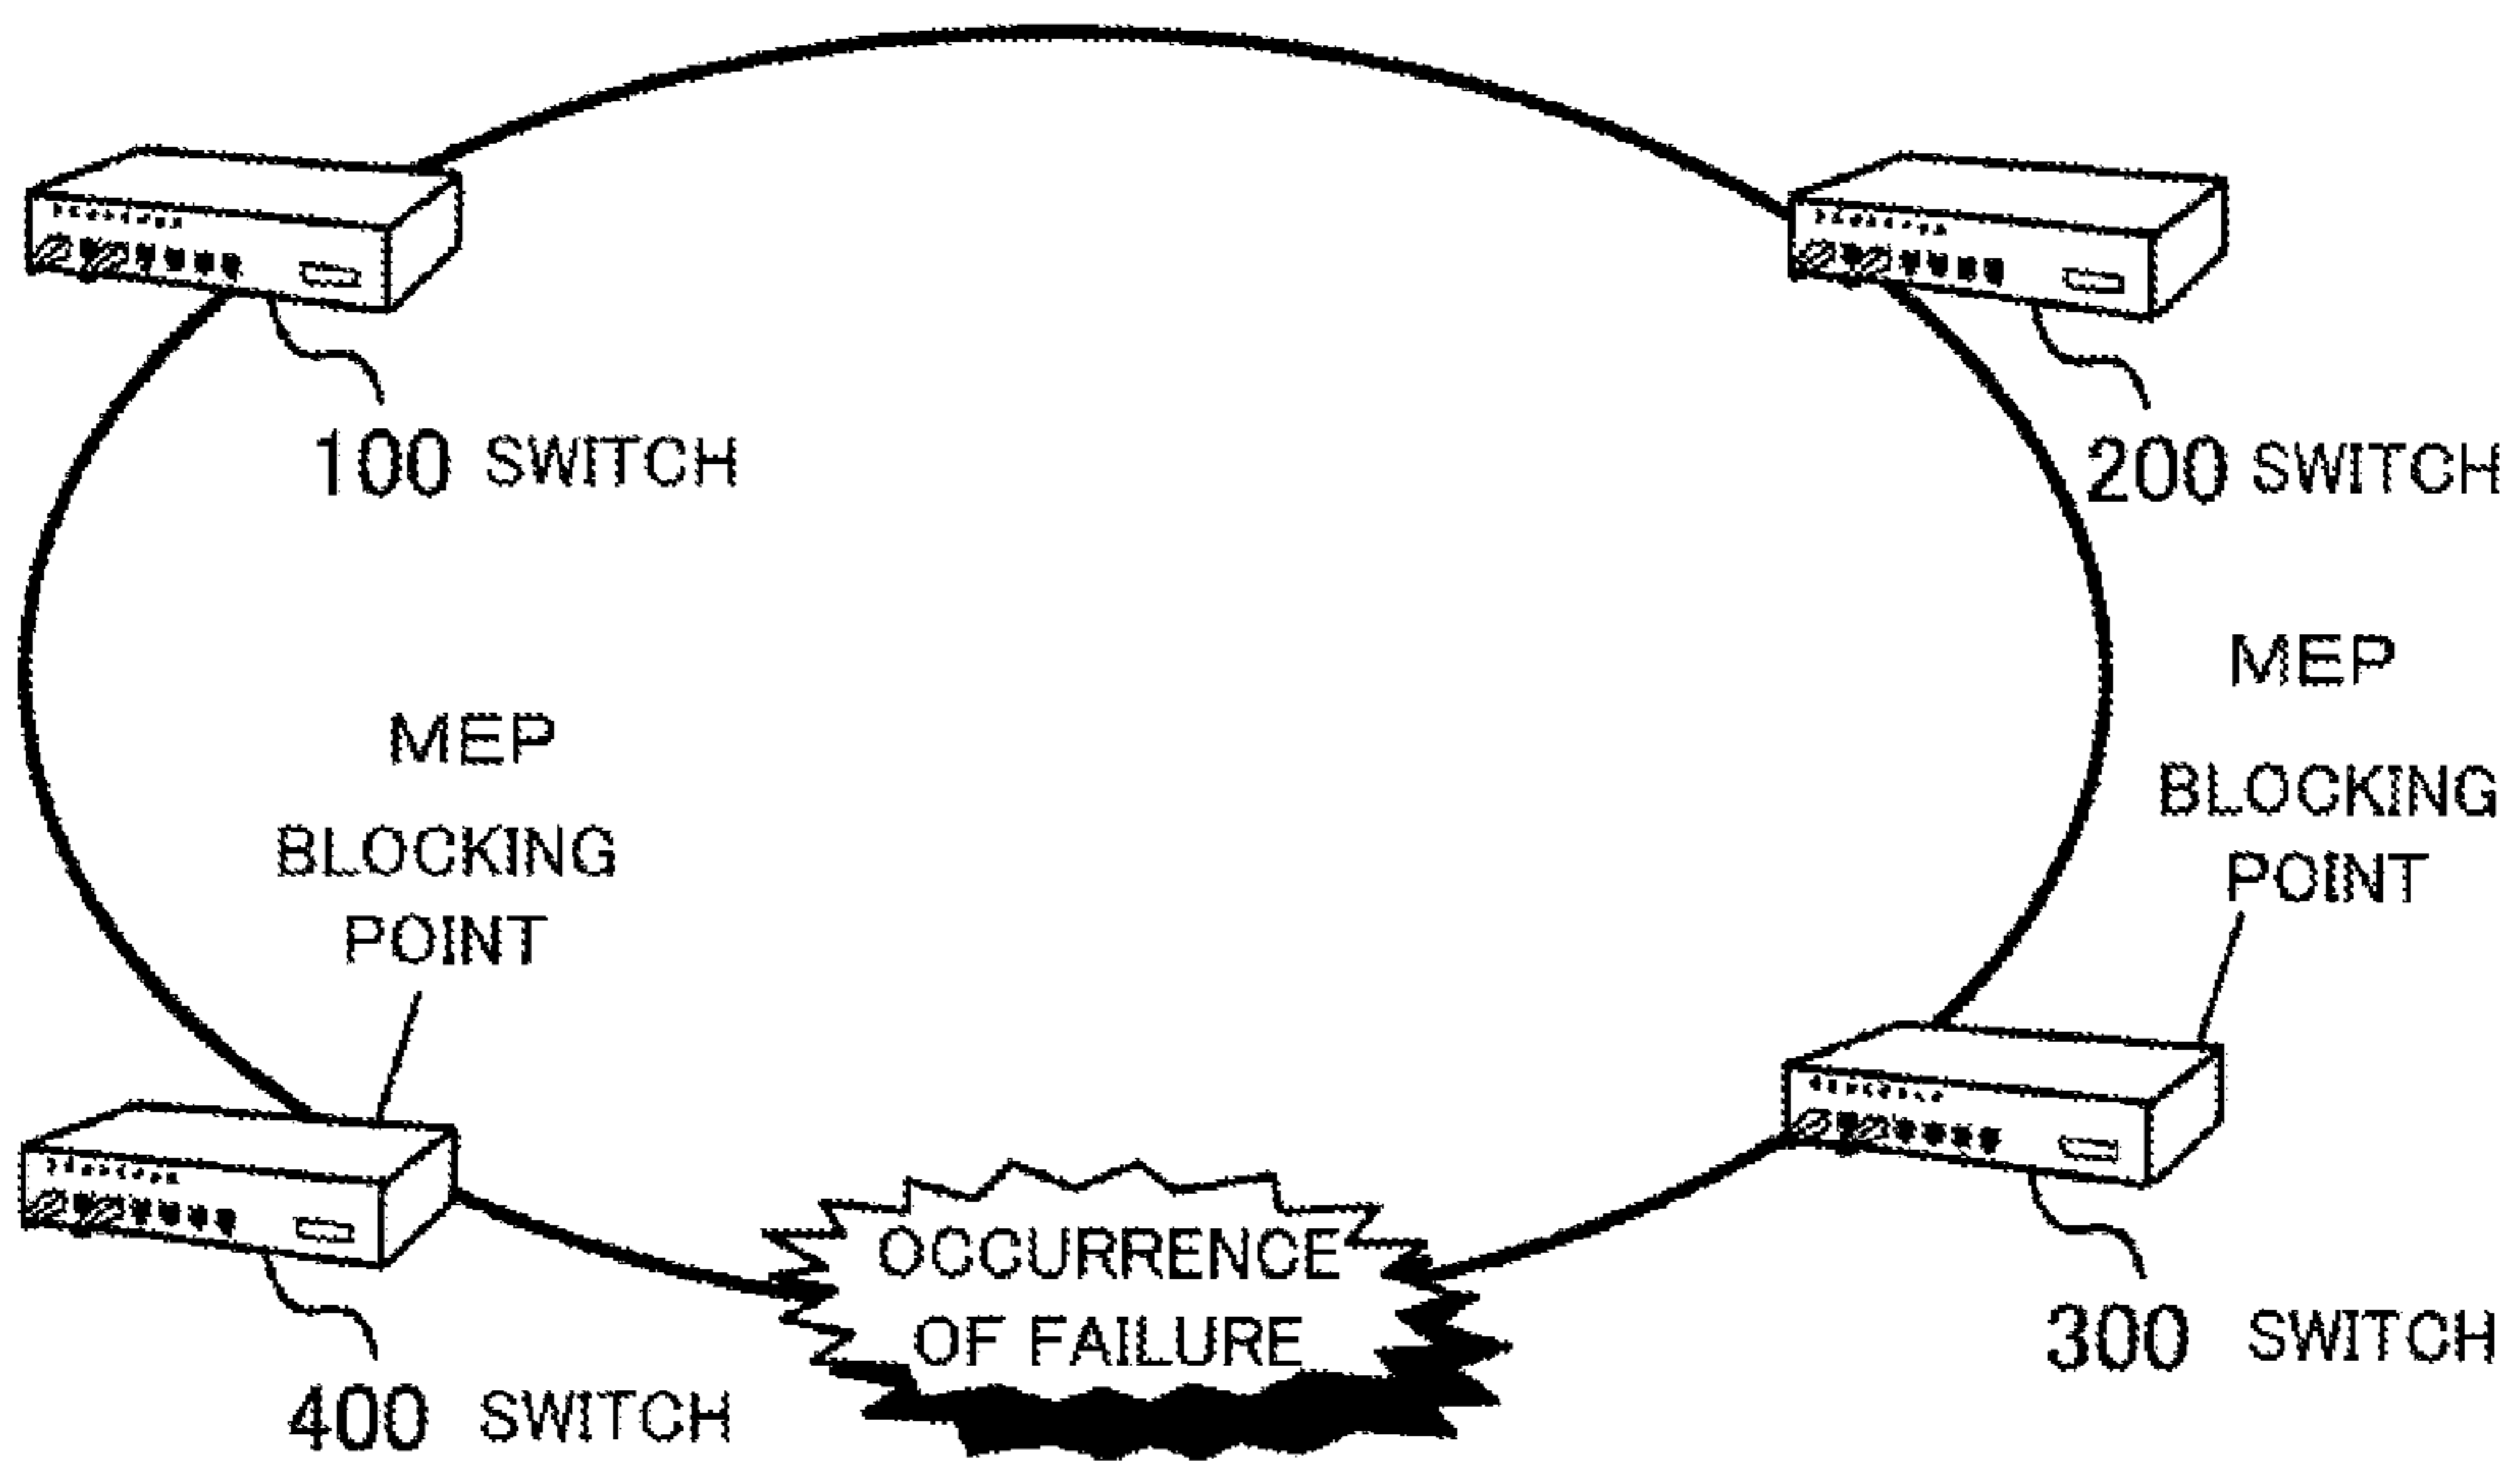 100 SWITCH
200 SWITCH
MEP
BLOCKING
POINT
MEP
BLOCKING
POINT
OCCURRENCE
OF FAILURE
300 SWITCH
400 SWITCH